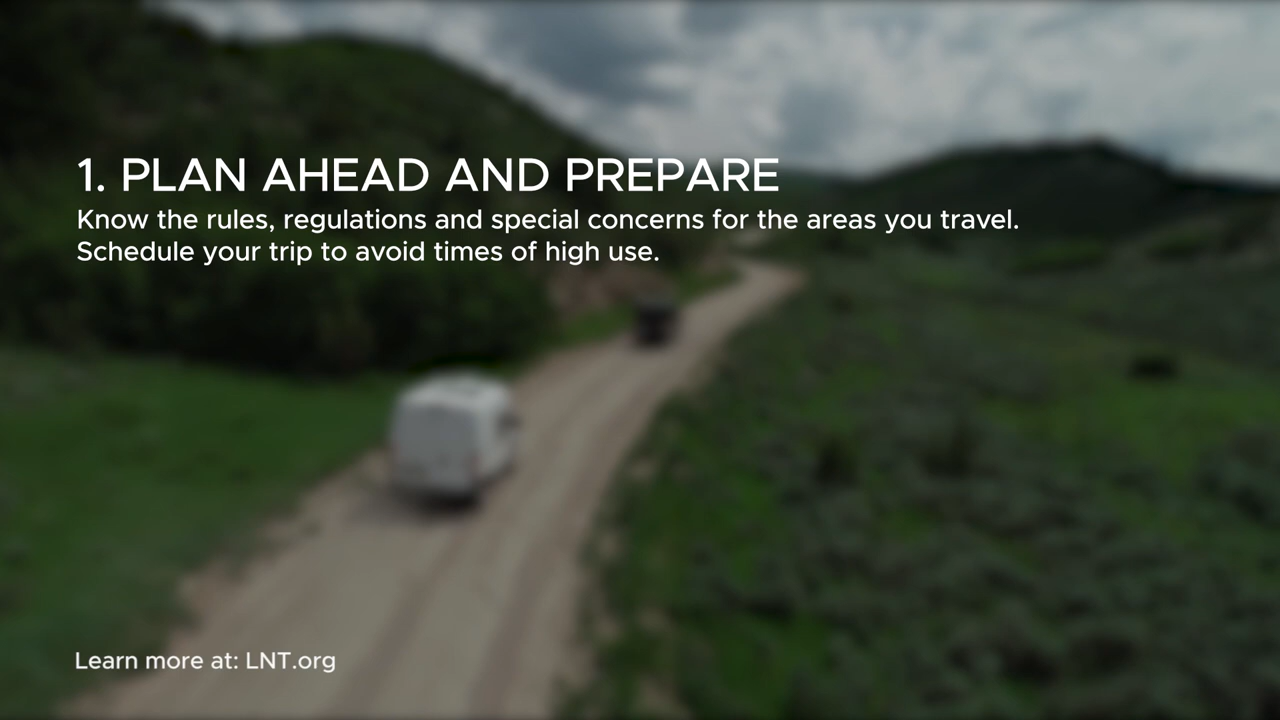 1. PLAN AHEAD AND PREPARE
Know the rules, regulations and special concerns for the areas you travel.
Schedule your trip to avoid times of high use.
Learn more at: LNT.org